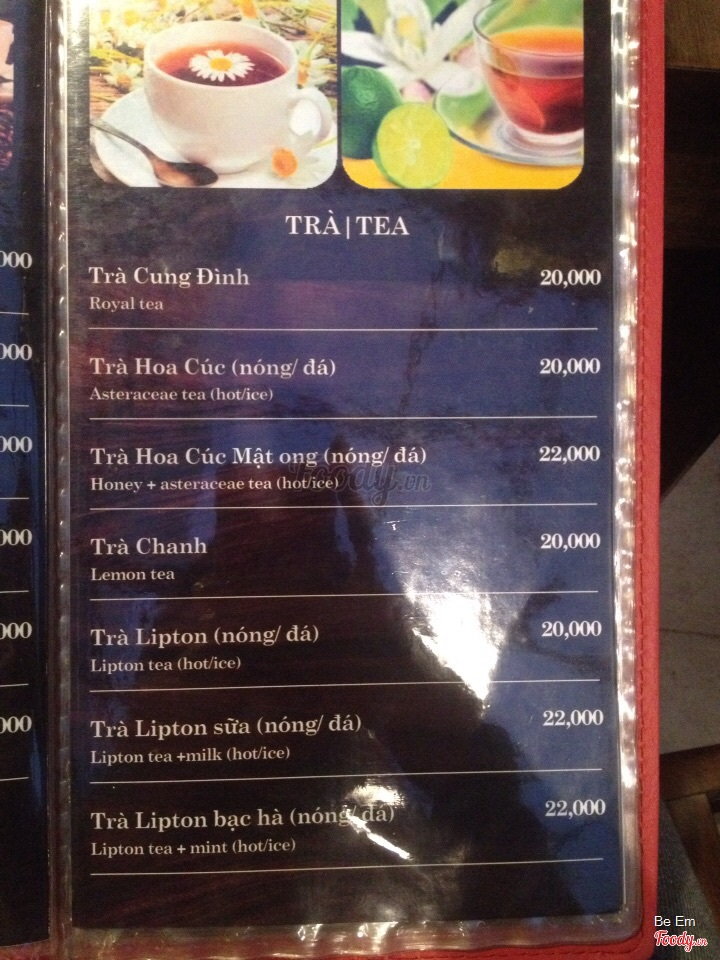 TRÀ | TEA
Trà Cung Đình 20,000
Royal tea
Trà Hoa Cúc (nóng/ đá) 20,000
Asteraceae tea (hot/ice)
Trà Hoa Cúc Mật ong (nóng/ đá) 22,000
Honey + asteraceae tea (hot/ice)
Trà Chanh 20,000
Lemon tea
Trà Lipton (nóng/ đá) 20,000
Lipton tea (hot/ice)
Trà Lipton sữa (nóng/ đá) 22,000
Lipton tea +milk (hot/ice)
Trà Lipton bạc hà (nóng/ đá) 22,000
Lipton tea + mint (hot/ice)
Foody.vn
Be Em
Foody.vn